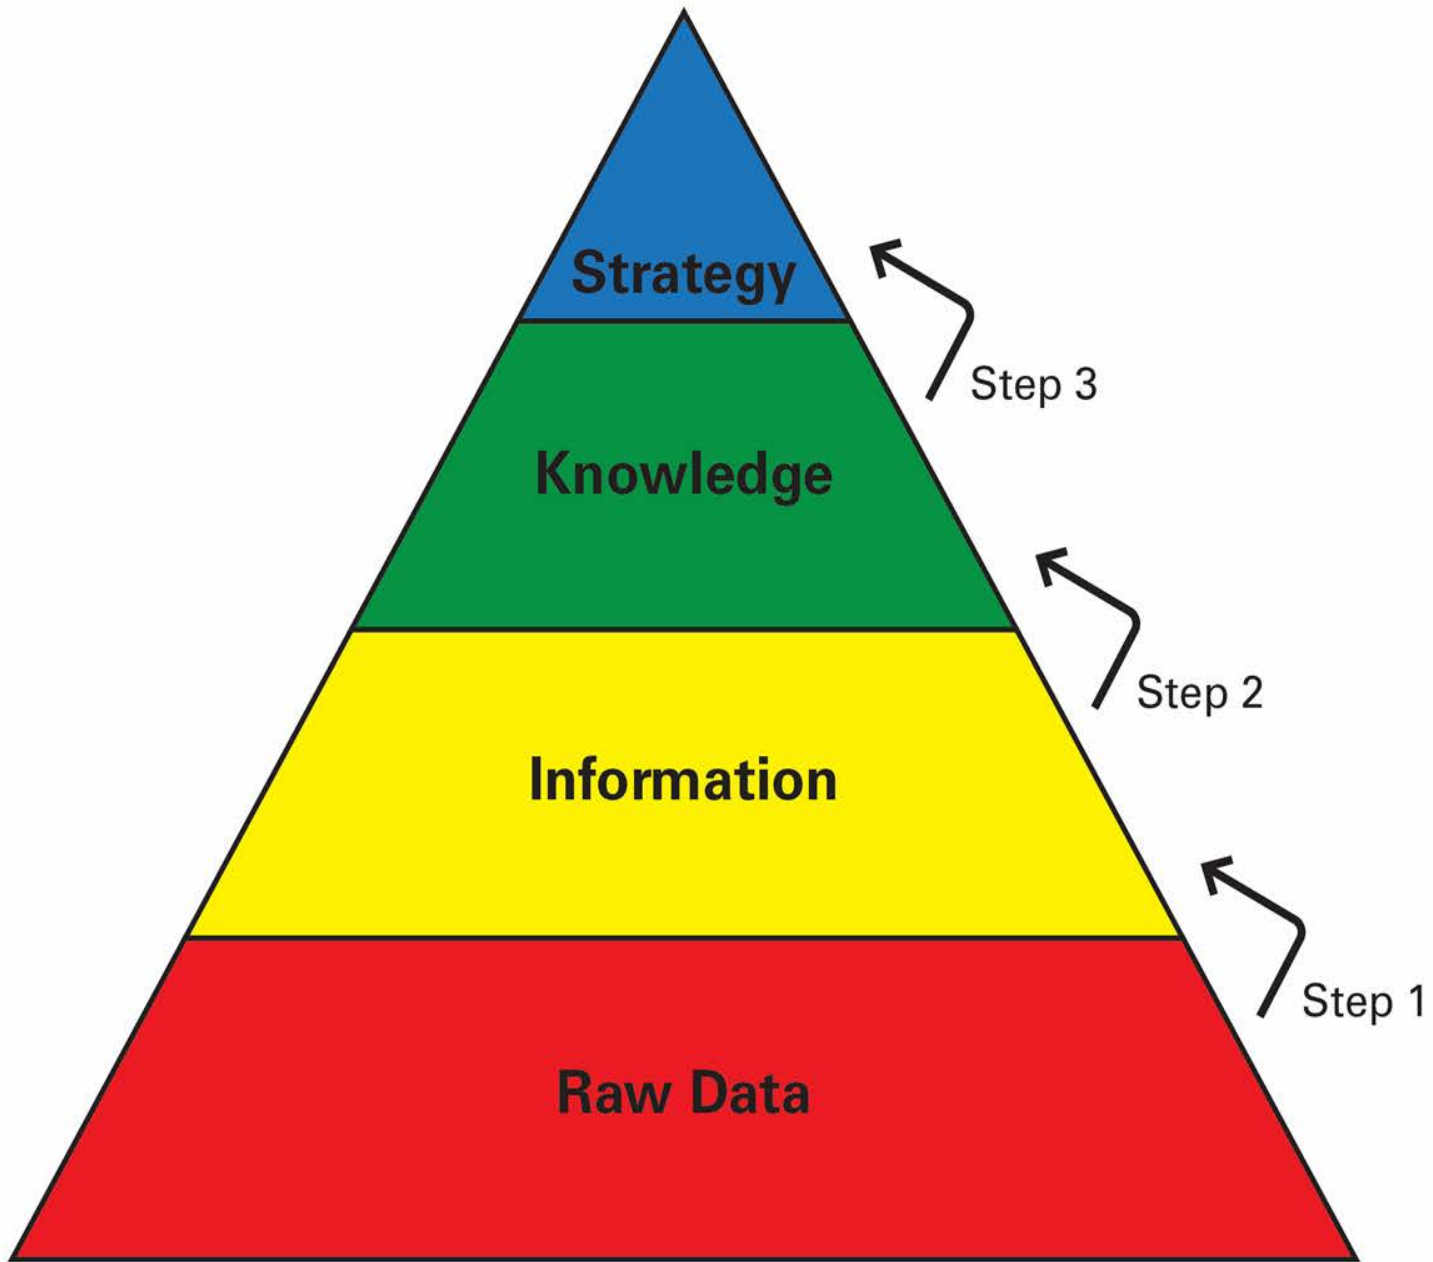 Strategy
Step 3
Knowledge
Step 2
Information
Step 1
Raw Data